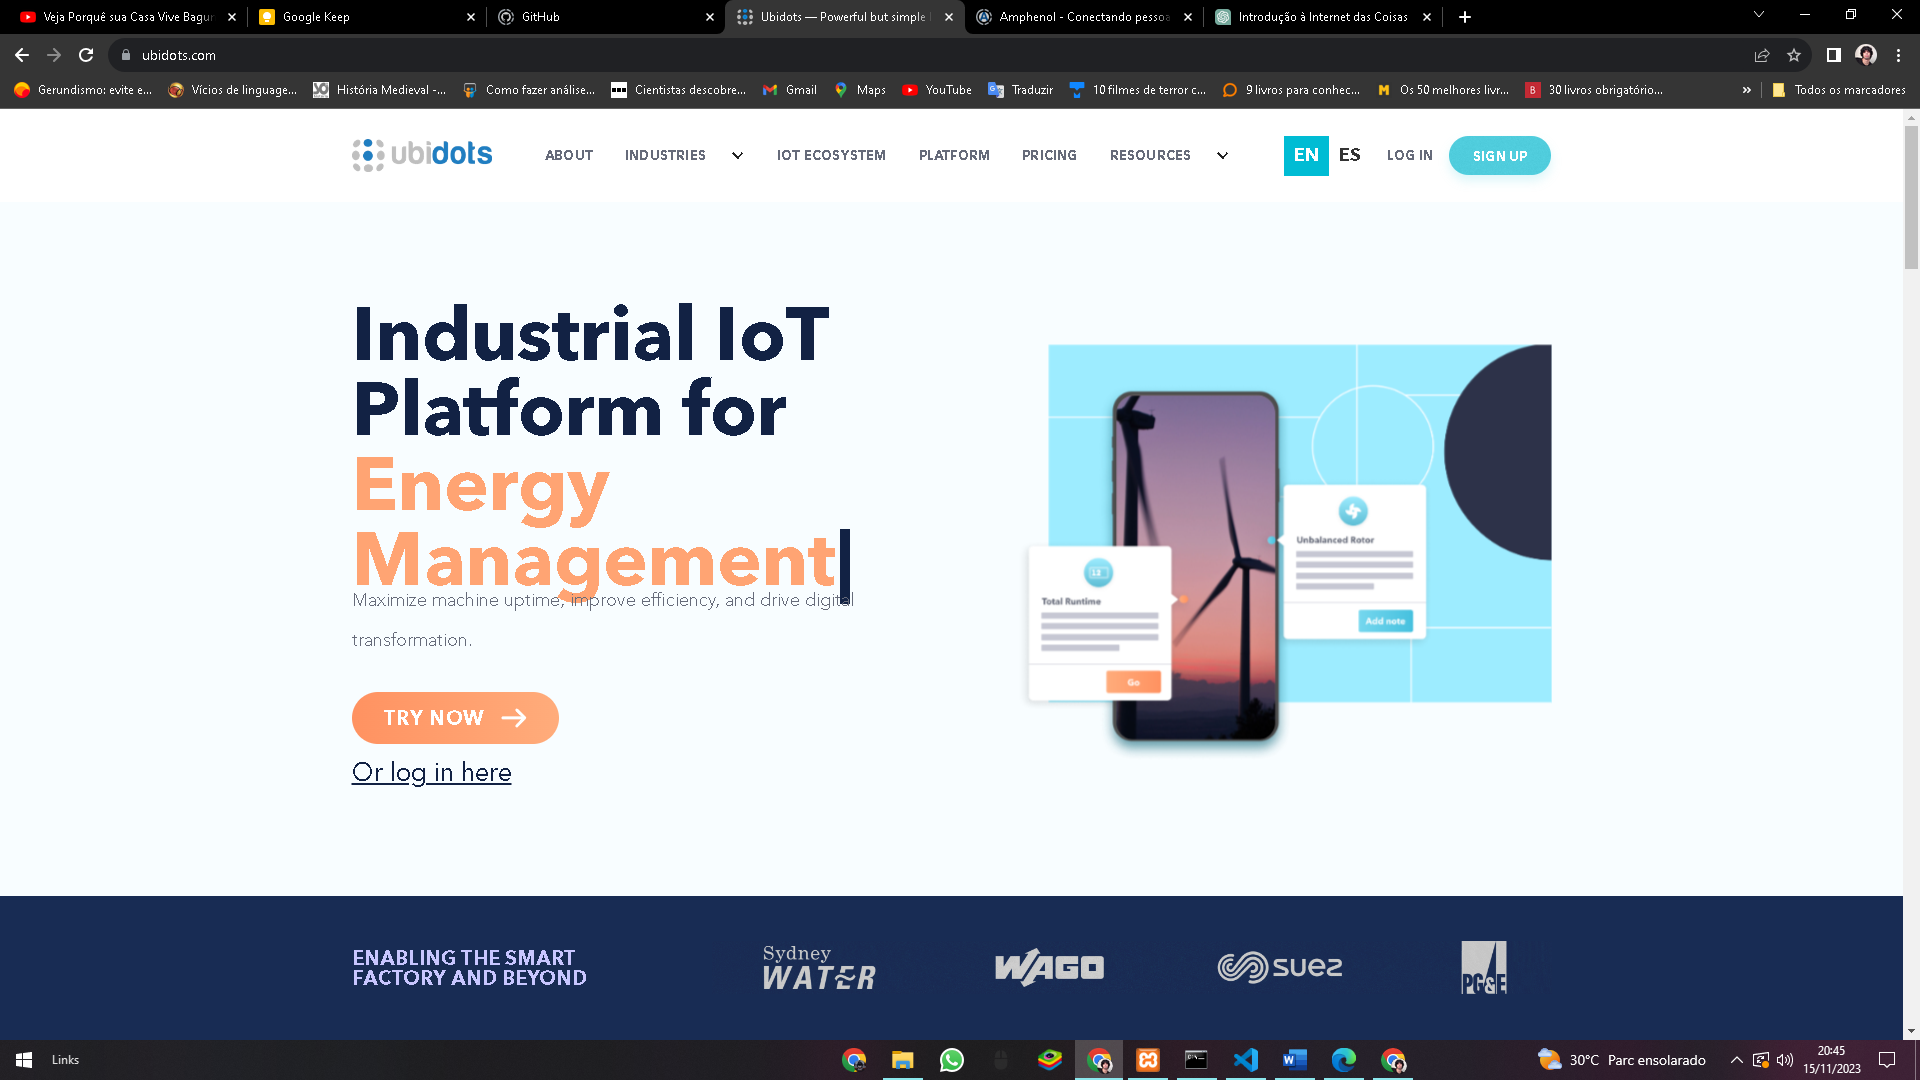 Veja Porquê sua Casa Vive Bagun
Google Keep
GitHub
Ubidots — Powerful but simple
Amphenol - Conectando pessoa
Introdução à Internet das Coisas
ubidots.com
Gerundismo: evite e...
Vícios de linguage...
História Medieval -...
Como fazer análise...
Cientistas descobre...
Gmail
Maps
YouTube
Traduzir
10 filmes de terror c...
9 livros para conhec...
Os 50 melhores livr...
30 livros obrigatório...
»
Todos os marcadores
ubidots
ABOUT
INDUSTRIES
IOT ECOSYSTEM
PLATFORM
PRICING
RESOURCES
EN
ES
LOG IN
SIGN UP
Industrial IoT
Platform for
Energy
Management
Maximize machine uptime, improve efficiency, and drive digital
transformation.
TRY NOW
Or log in here
Unbalanced Rotor
Add note
Total Runtime
Go
ENABLING THE SMART
FACTORY AND BEYOND
Sydney
WATER
WAGO
suez
PG&E
Links
30°C Parc ensolarado
20:45
15/11/2023